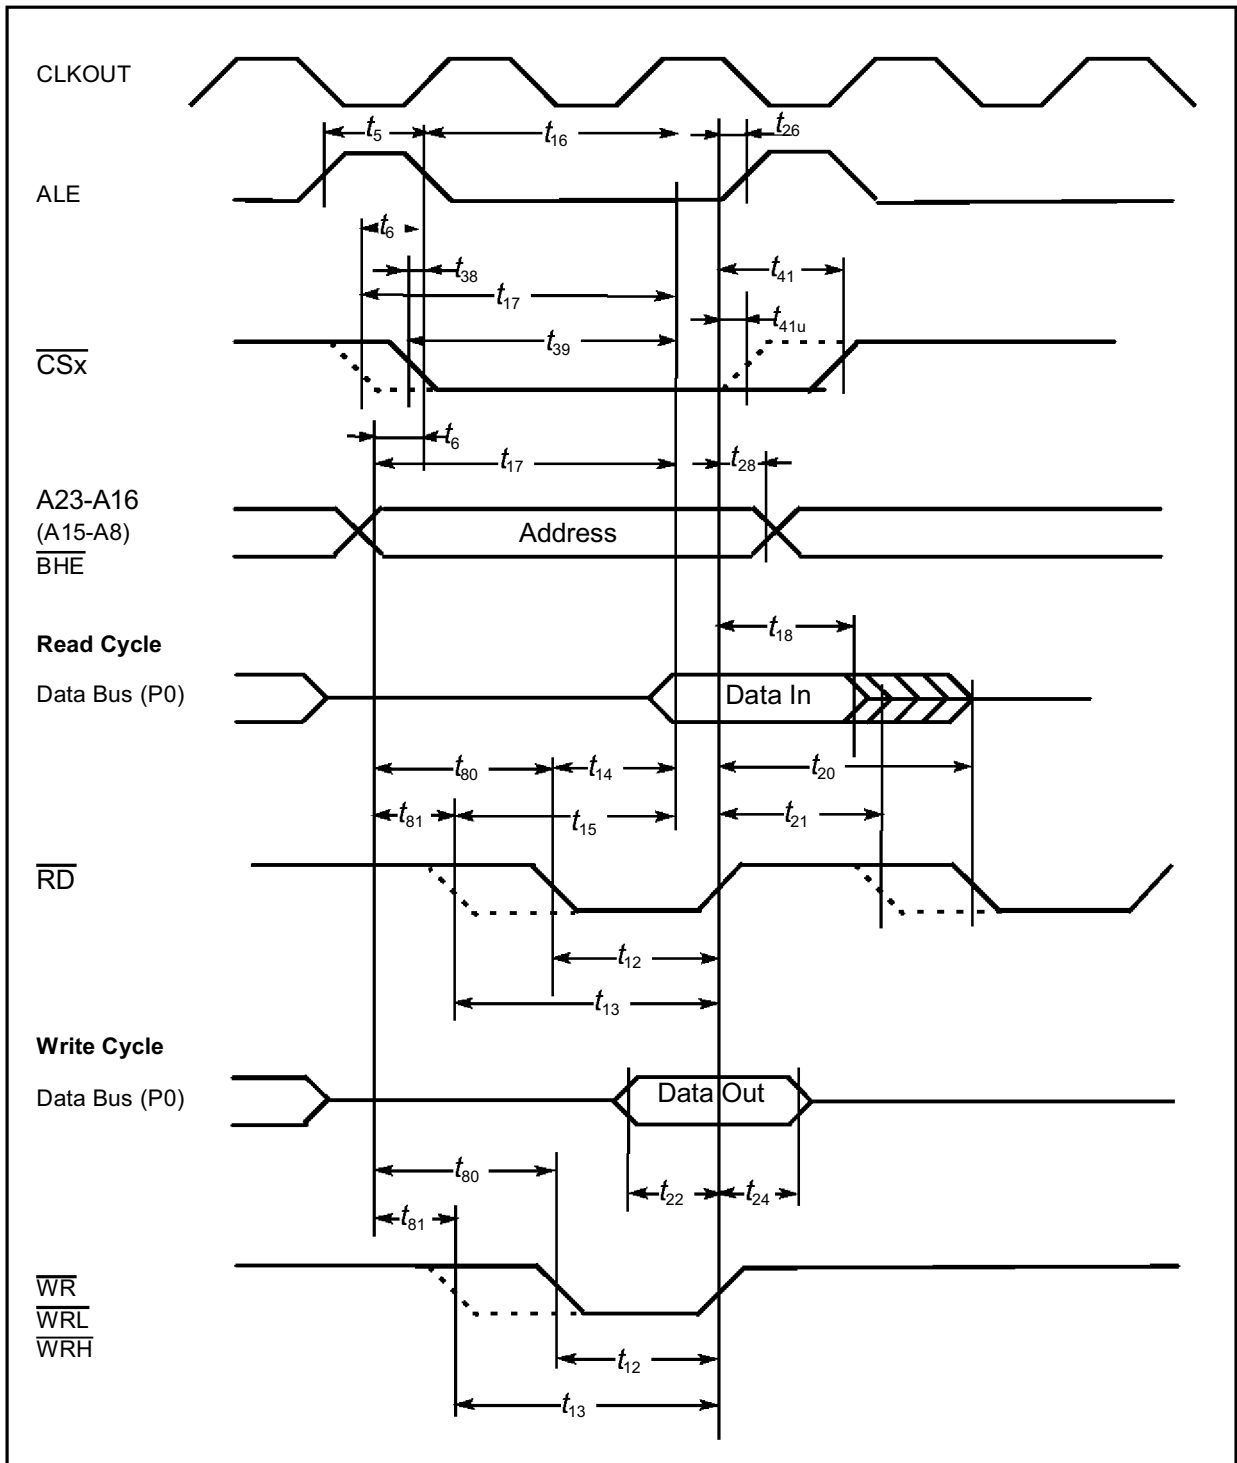 CLKOUT
t5 t16 t26
ALE
t6
t38 t41
t17
t41u
t39
CSx
t6
t17 t28
A23-A16
(A15-A8) Address
BHE
t18
Read Cycle
Data Bus (P0) Data In
t80 t14 t20
t81 t15 t21
RD
t12
t13
Write Cycle
Data Bus (P0) Data Out
t80
t22 t24
t81
WR
WRL
WRH
t12
t13